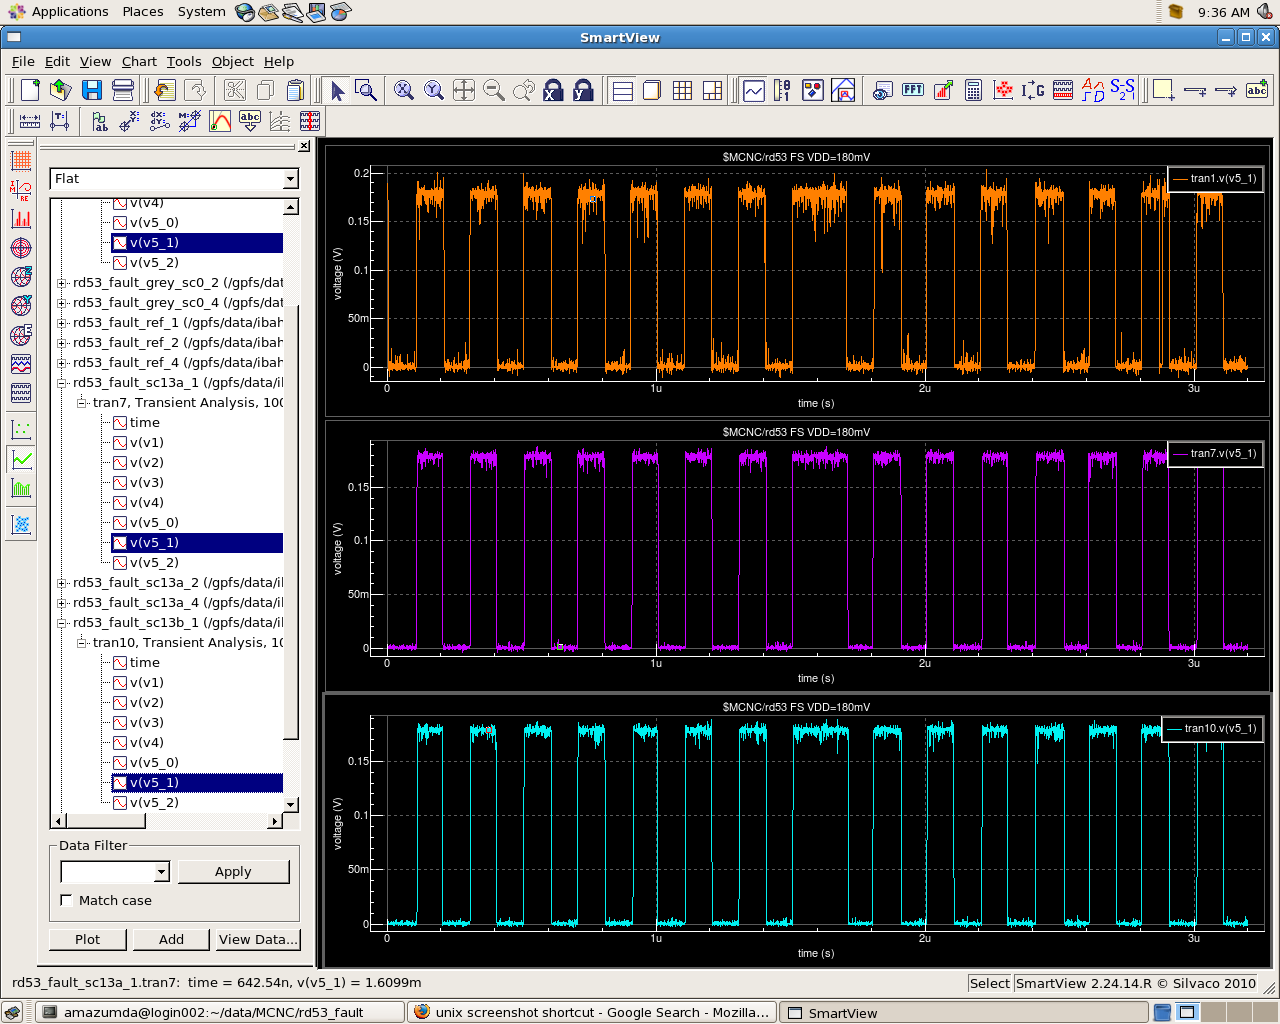 Applications Places System
9:36 AM
SmartView
File Edit View Chart Tools Object Help
FFT
abc
Flat
v(v4)
v(v5_0)
v(v5_1)
v(v5_2)
rd53_fault_grey_sc0_2 (/gpfs/dat
rd53_fault_grey_sc0_4 (/gpfs/dat
rd53_fault_ref_1 (/gpfs/data/ibah
rd53_fault_ref_2 (/gpfs/data/ibah
rd53_fault_ref_4 (/gpfs/data/ibah
rd53_fault_sc13a_1 (/gpfs/data/il
tran7, Transient Analysis, 100
time
v(v1)
v(v2)
v(v3)
v(v4)
v(v5_0)
v(v5_1)
v(v5_2)
rd53_fault_sc13a_2 (/gpfs/data/il
rd53_fault_sc13a_4 (/gpfs/data/il
rd53_fault_sc13b_1 (/gpfs/data/il
tran10, Transient Analysis, 10
time
v(v1)
v(v2)
v(v3)
v(v4)
v(v5_0)
v(v5_1)
v(v5_2)
Data Filter
Apply
Match case
Plot Add View Data...
$MCNC/rd53 FS VDD=180mV
tran1.v(v5_1)
voltage (V)
0.2
0.15
0.1
50m
0
0 1u 2u 3u
time (s)
$MCNC/rd53 FS VDD=180mV
tran7.v(v5_1)
voltage (V)
0.15
0.1
50m
0
0 1u 2u 3u
time (s)
$MCNC/rd53 FS VDD=180mV
tran10.v(v5_1)
voltage (V)
0.15
0.1
50m
0
0 1u 2u 3u
time (s)
rd53_fault_sc13a_1.tran7: time = 642.54n, v(v5_1) = 1.6099m
Select SmartView 2.24.14.R © Silvaco 2010
amazumda@login002:~/data/MCNC/rd53_fault
unix screenshot shortcut - Google Search - Mozilla...
SmartView